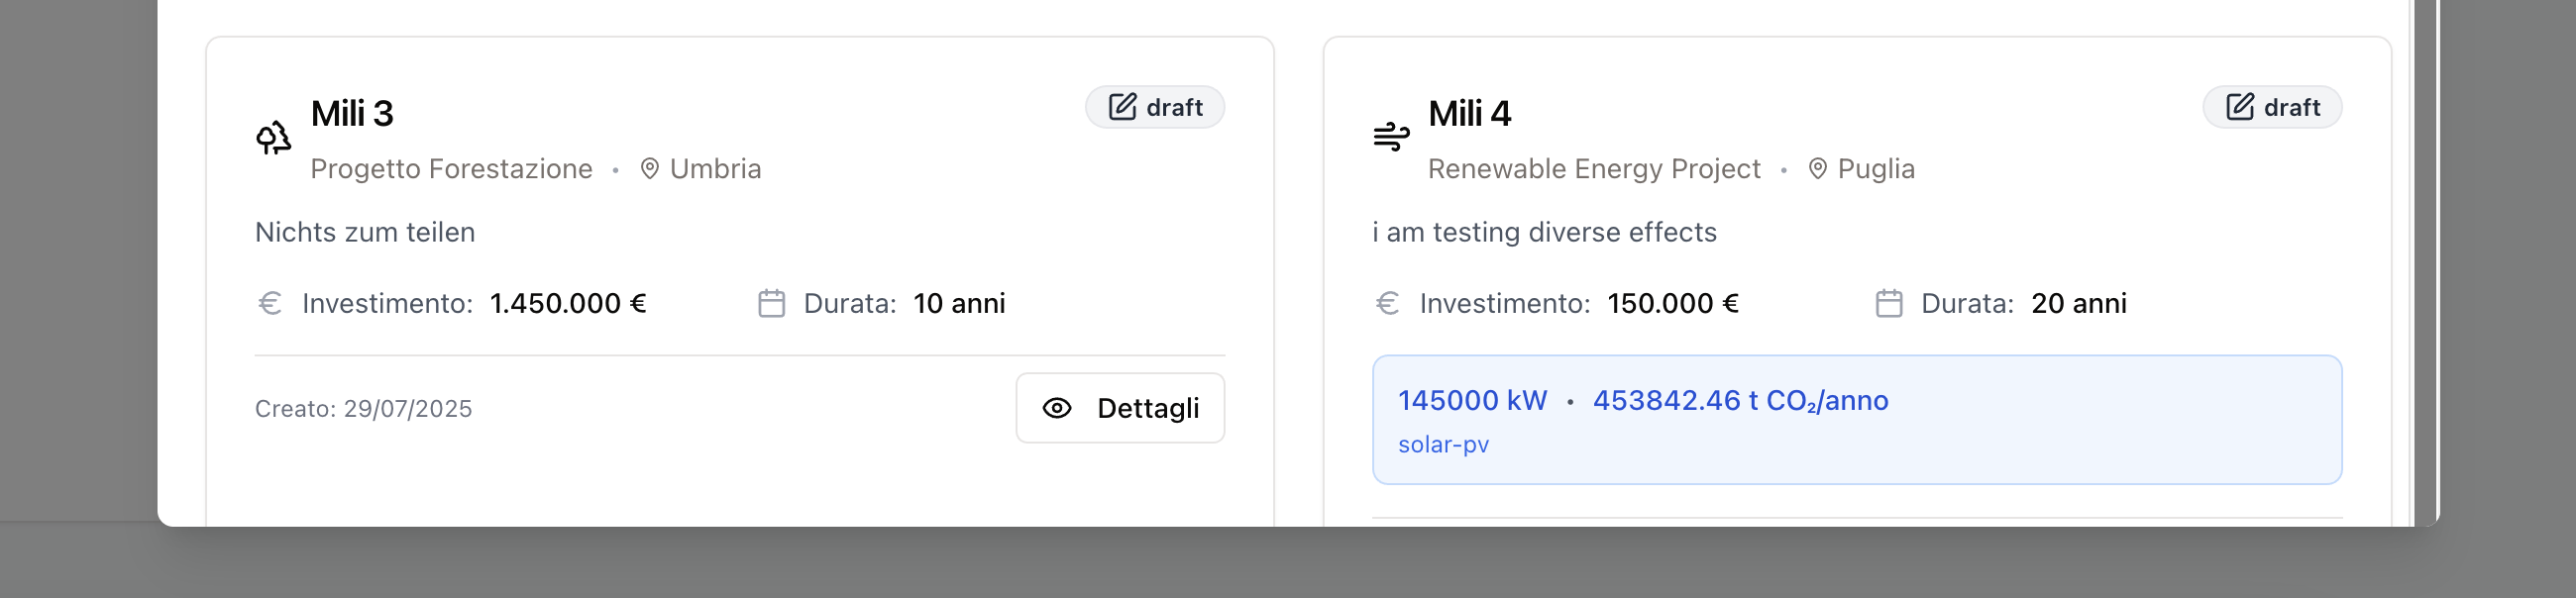 Mili 3
draft
Progetto Forestazione • Umbria
Nichts zum teilen
€ Investimento: 1.450.000 € Durata: 10 anni
Creato: 29/07/2025
Dettagli
Mili 4
draft
Renewable Energy Project • Puglia
i am testing diverse effects
€ Investimento: 150.000 € Durata: 20 anni
145000 kW • 453842.46 t CO₂/anno
solar-pv